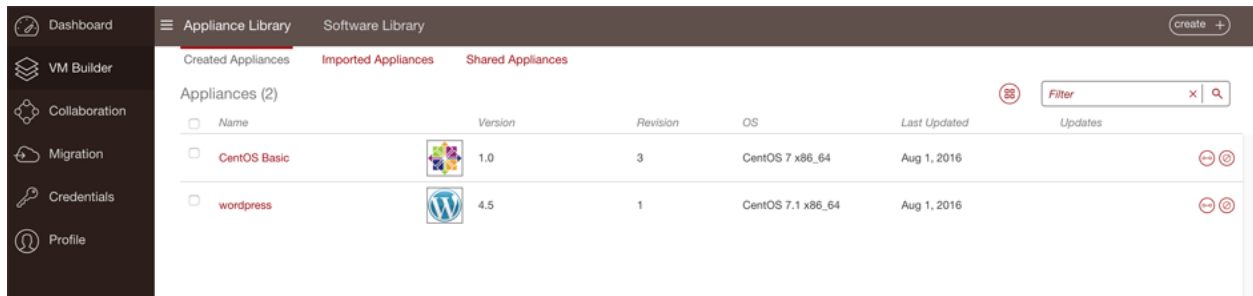 Dashboard
Appliance Library Software Library create +
VM Builder
Created Appliances Imported Appliances Shared Appliances
Appliances (2) Filter
Collaboration
Name Version Revision OS Last Updated Updates
Migration
CentOS Basic 1.0 3 CentOS 7 x86_64 Aug 1, 2016
Credentials
wordpress 4.5 1 CentOS 7.1 x86_64 Aug 1, 2016
Profile